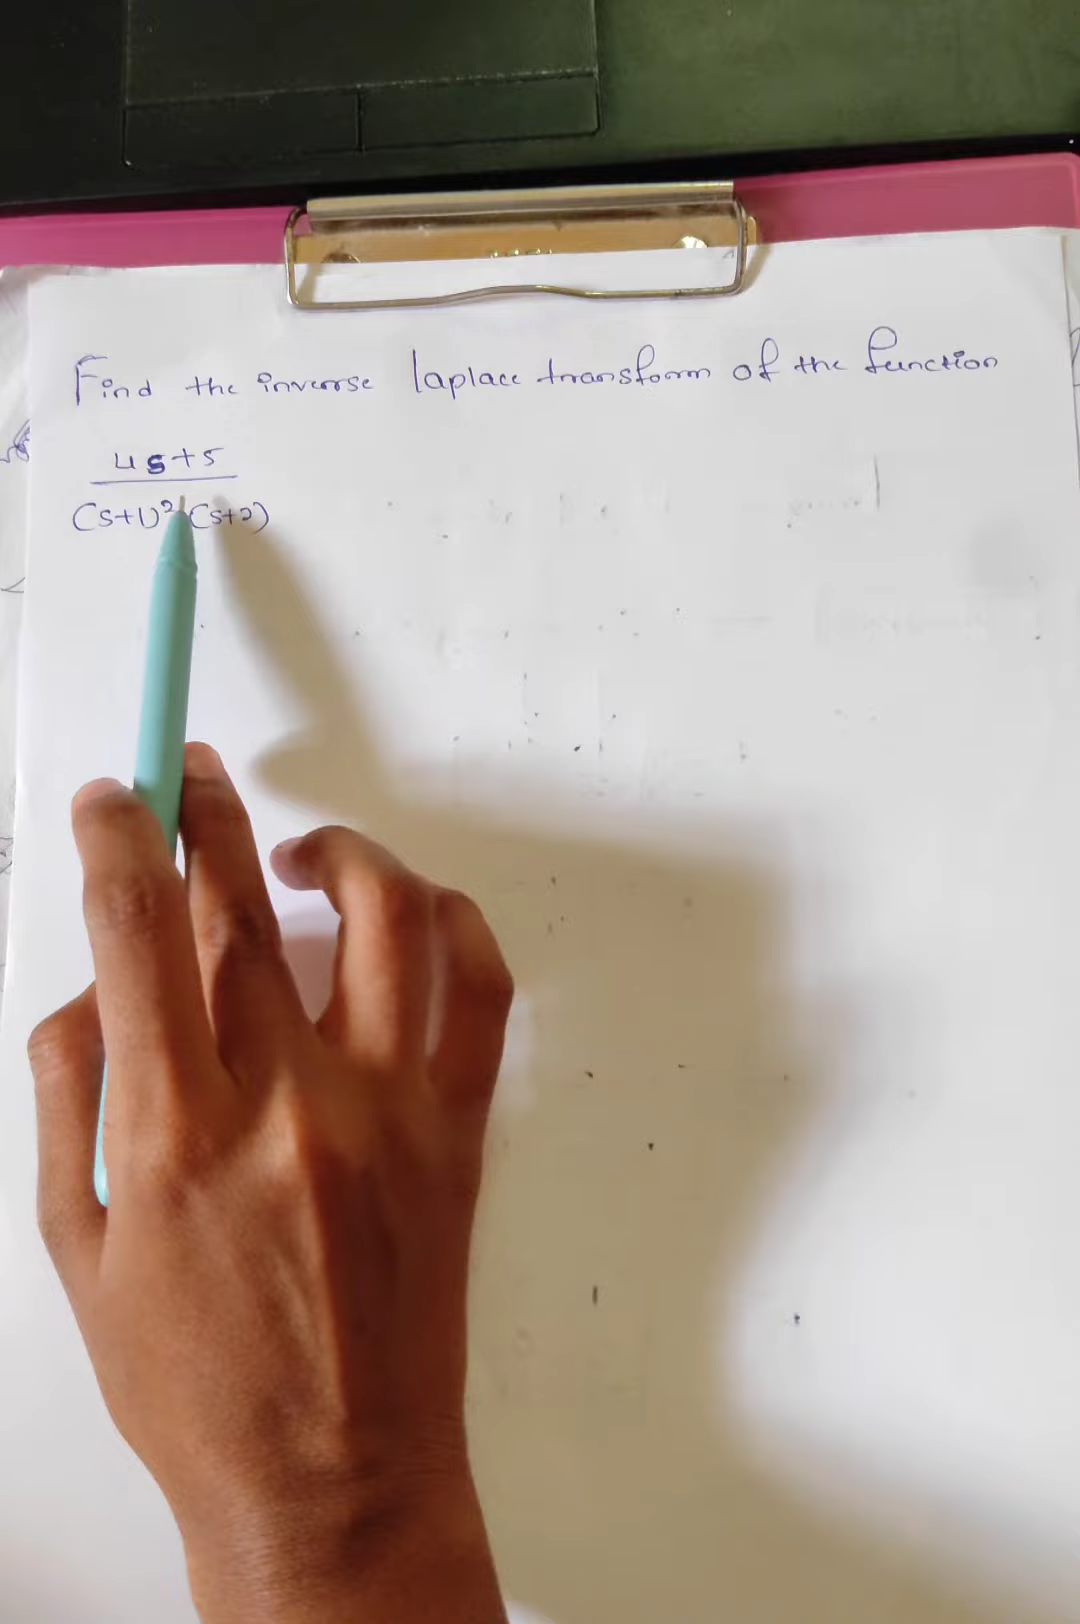 Find the inverse laplace transform of the function
4s+5
(s+1)² (s+2)